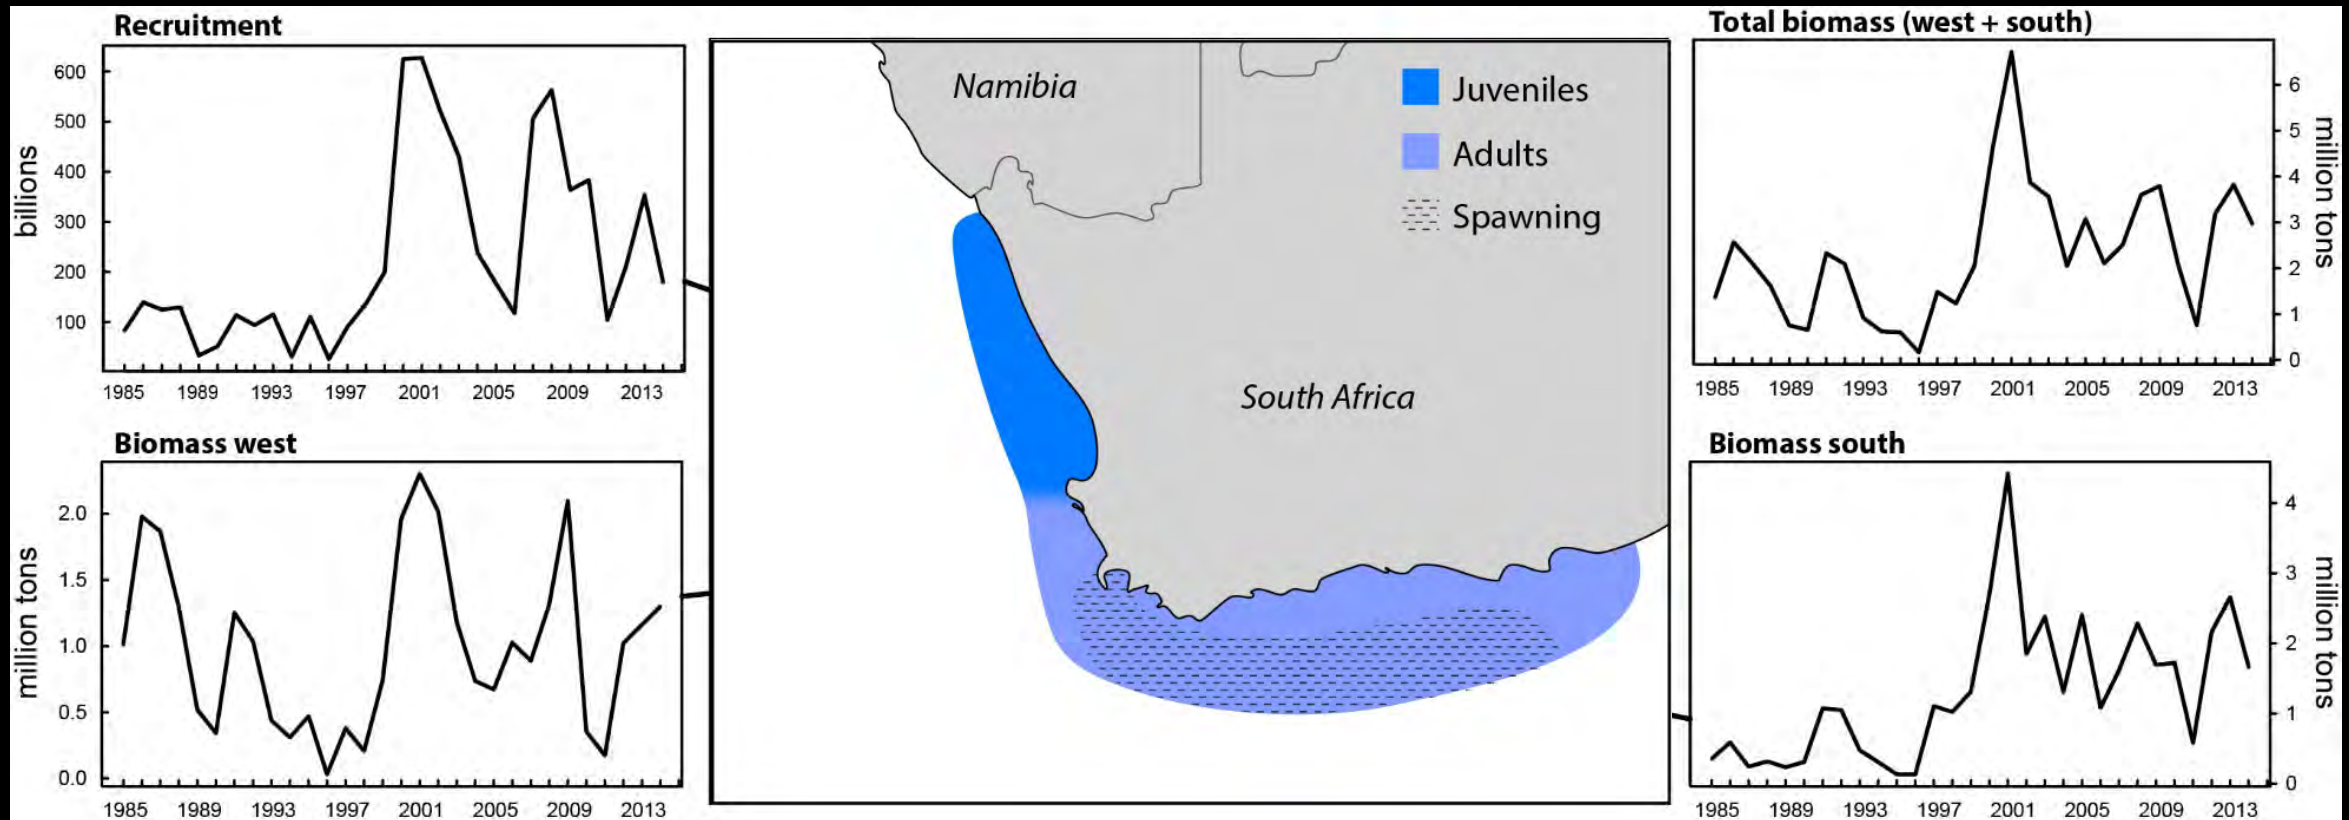 Recruitment
billions
600
500
400
300
200
100
1985 1989 1993 1997 2001 2005 2009 2013
Biomass west
million tons
2.0
1.5
1.0
0.5
0.0
1985 1989 1993 1997 2001 2005 2009 2013
Namibia
South Africa
Juveniles
Adults
Spawning
Total biomass (west + south)
6
5
4
3
2
1
0
million tons
1985 1989 1993 1997 2001 2005 2009 2013
Biomass south
4
3
2
1
0
million tons
1985 1989 1993 1997 2001 2005 2009 2013